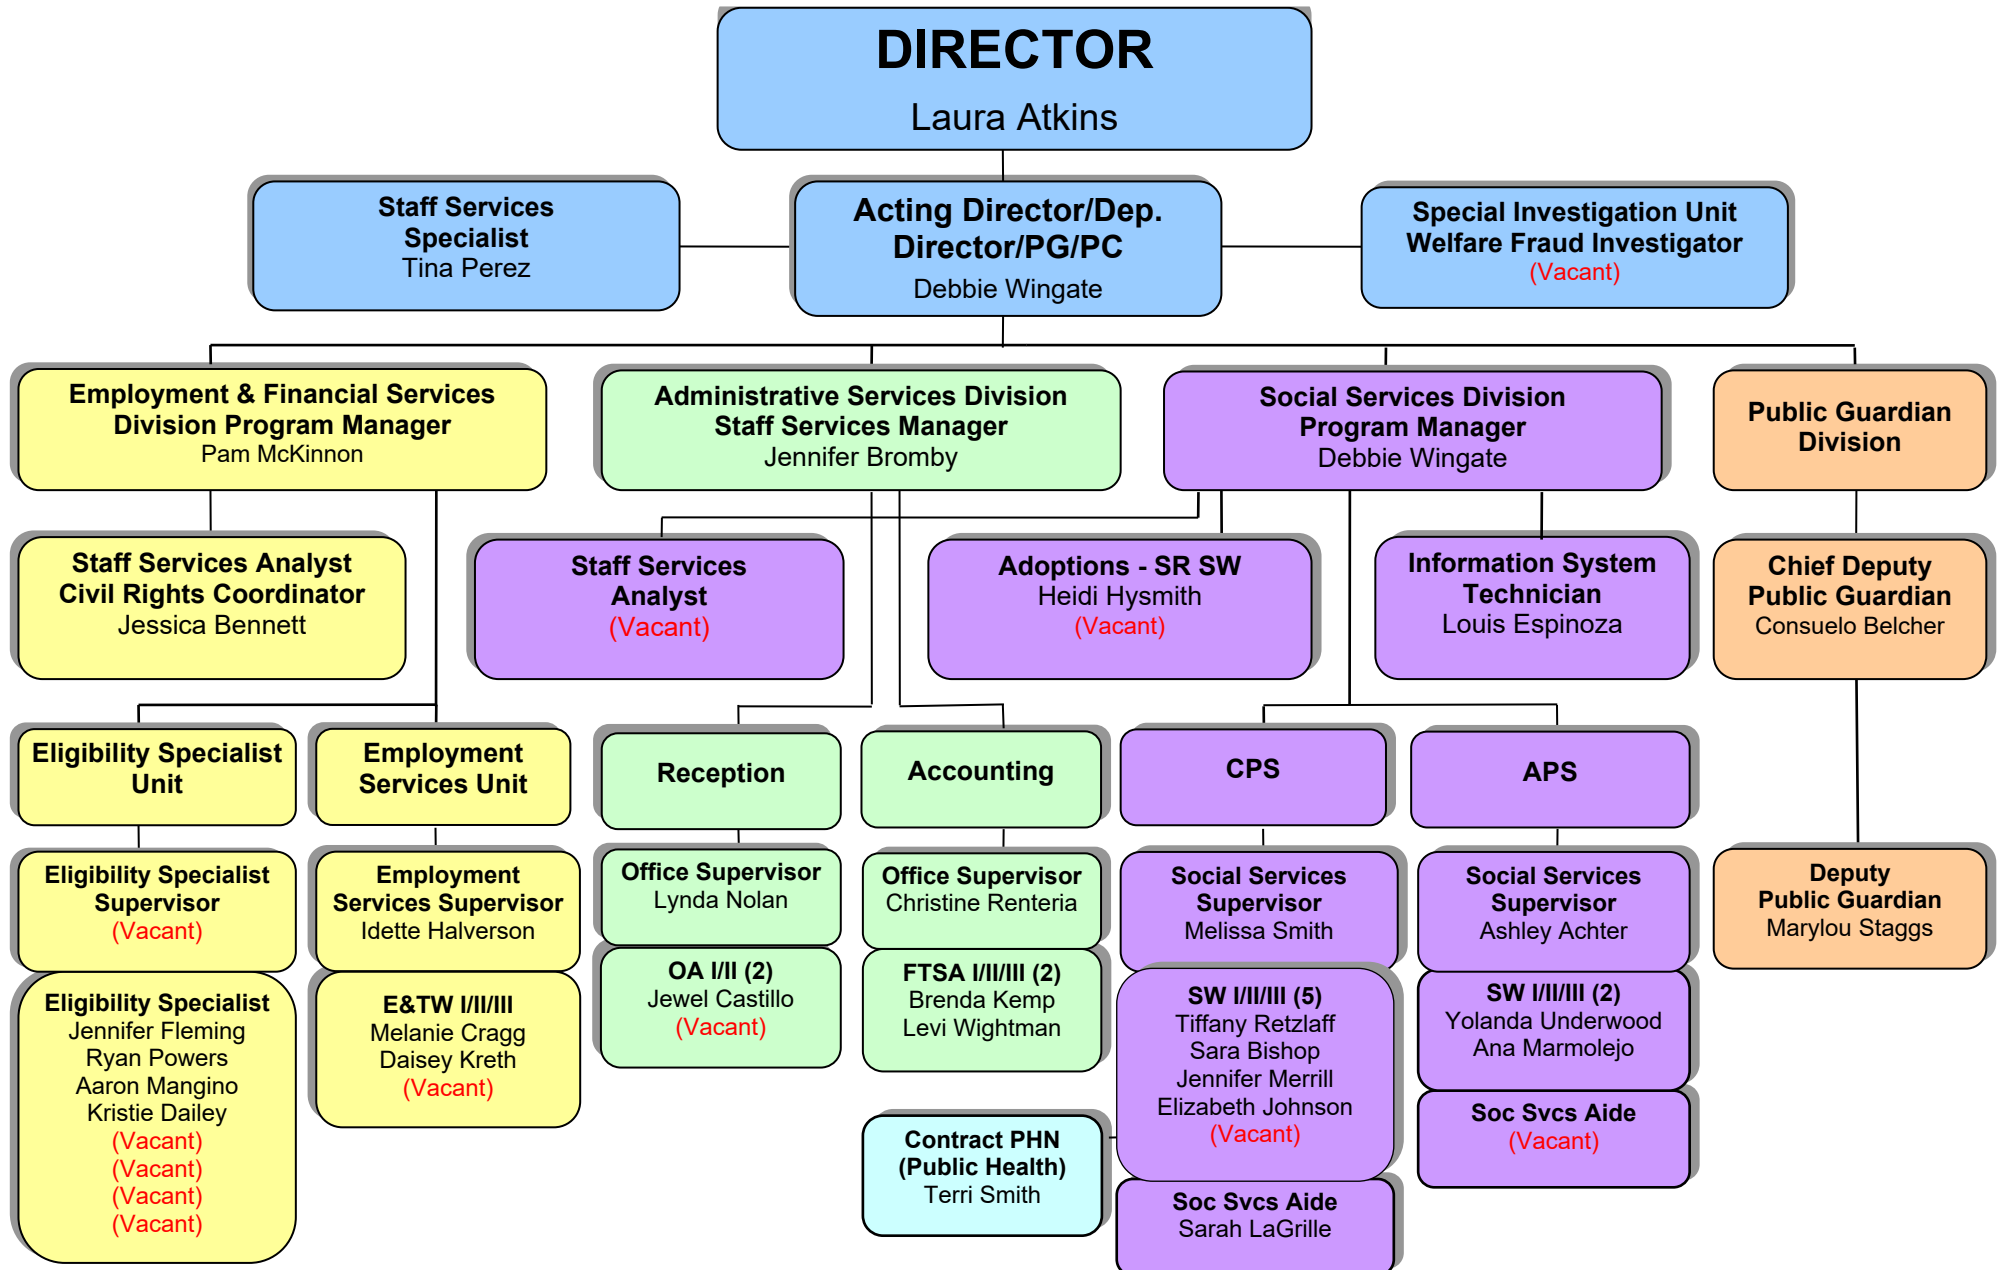 DIRECTOR
Laura Atkins
Staff Services
Specialist
Tina Perez
Acting Director/Dep.
Director/PG/PC
Debbie Wingate
Special Investigation Unit
Welfare Fraud Investigator
(Vacant)
Employment & Financial Services
Division Program Manager
Pam McKinnon
Administrative Services Division
Staff Services Manager
Jennifer Bromby
Social Services Division
Program Manager
Debbie Wingate
Public Guardian
Division
Staff Services Analyst
Civil Rights Coordinator
Jessica Bennett
Staff Services
Analyst
(Vacant)
Adoptions - SR SW
Heidi Hysmith
(Vacant)
Information System
Technician
Louis Espinoza
Chief Deputy
Public Guardian
Consuelo Belcher
Eligibility Specialist
Unit
Employment
Services Unit
Reception
Accounting
CPS
APS
Eligibility Specialist
Supervisor
(Vacant)
Employment
Services Supervisor
Idette Halverson
Office Supervisor
Lynda Nolan
Office Supervisor
Christine Renteria
Social Services
Supervisor
Melissa Smith
Social Services
Supervisor
Ashley Achter
Deputy
Public Guardian
Marylou Staggs
Eligibility Specialist
Jennifer Fleming
Ryan Powers
Aaron Mangino
Kristie Dailey
(Vacant)
(Vacant)
(Vacant)
(Vacant)
E&TW I/II/III
Melanie Cragg
Daisey Kreth
(Vacant)
OA I/II (2)
Jewel Castillo
(Vacant)
FTSA I/II/III (2)
Brenda Kemp
Levi Wightman
SW I/II/III (5)
Tiffany Retzlaff
Sara Bishop
Jennifer Merrill
Elizabeth Johnson
(Vacant)
SW I/II/III (2)
Yolanda Underwood
Ana Marmolejo
Contract PHN
(Public Health)
Terri Smith
Soc Svcs Aide
Sarah LaGrille
Soc Svcs Aide
(Vacant)